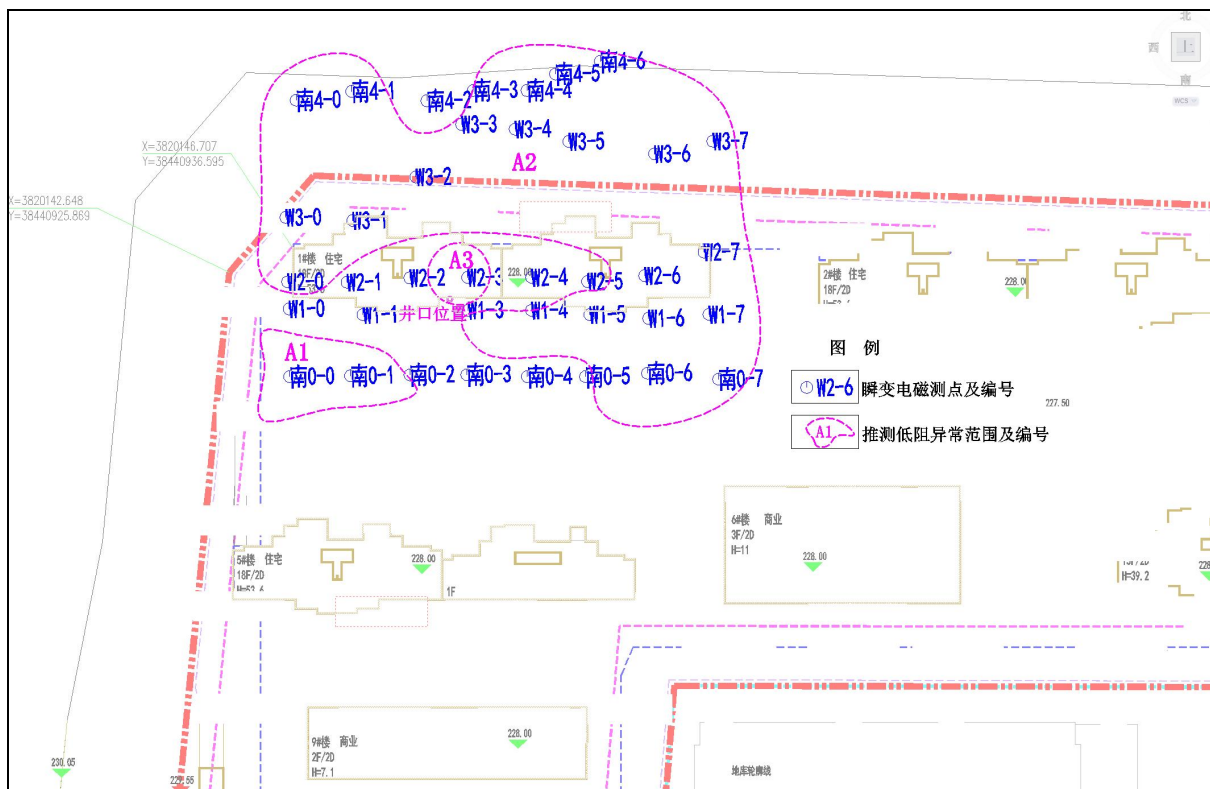 北
西
上
南
WCS
南4-6
南4-5
南4-0
南4-1
南4-2
南4-3
南4-4
W3-3
W3-4
W3-5
W3-6
W3-7
X=3820146.707
Y=38440936.595
A2
W3-2
X=3820142.648
Y=38440925.869
W3-0
W3-1
1#楼 住宅
18F/2D
A3
W2-0
W2-1
W2-2
W2-3
228.00
W2-4
W2-5
W2-6
W2-7
2#楼 住宅
18F/2D
228.00
W1-0
W1-1
井口位置
W1-3
W1-4
W1-5
W1-6
W1-7
A1
南0-0
南0-1
南0-2
南0-3
南0-4
南0-5
南0-6
南0-7
图 例
W2-6 瞬变电磁测点及编号
A1 推测低阻异常范围及编号
227.50
5#楼 住宅
18F/2D
H=53.6
228.00
1F
6#楼 商业
3F/2D
H=11
228.00
H=39.2
9#楼 商业
2F/2D
H=7.1
228.00
230.05
227.55
地库轮廓线